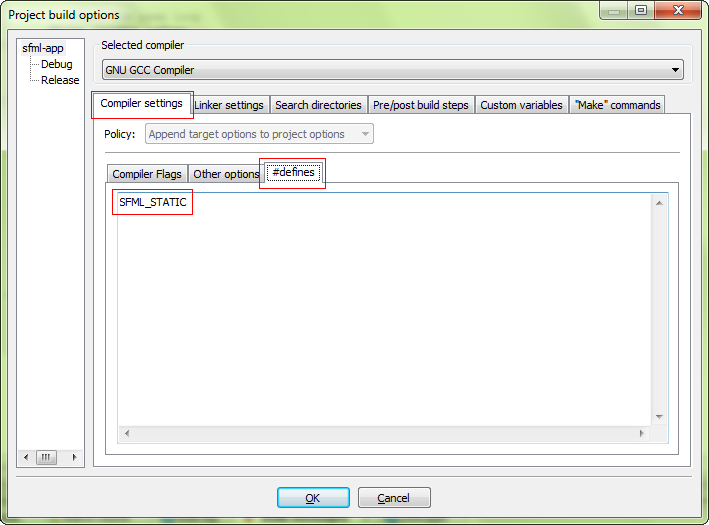 Project build options
sfml-app
Debug
Release
Selected compiler
GNU GCC Compiler
Compiler settings Linker settings Search directories Pre/post build steps Custom variables "Make" commands
Policy: Append target options to project options
Compiler Flags Other options #defines
SFML_STATIC
OK Cancel